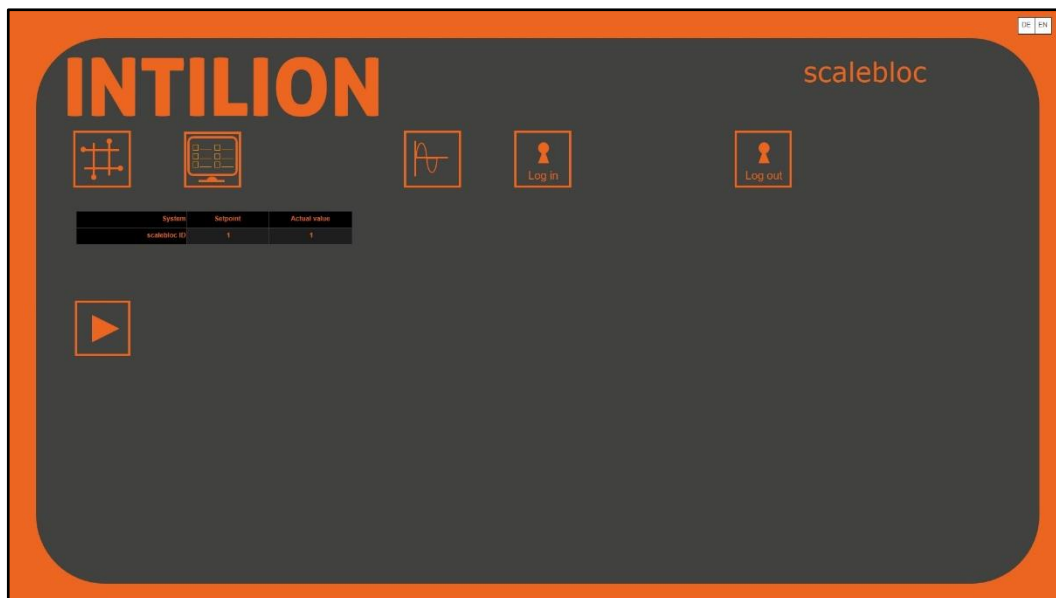 DE EN
INTILION
scalebloc
Log in
Log out
System Setpoint Actual value
scalebloc ID 1 1